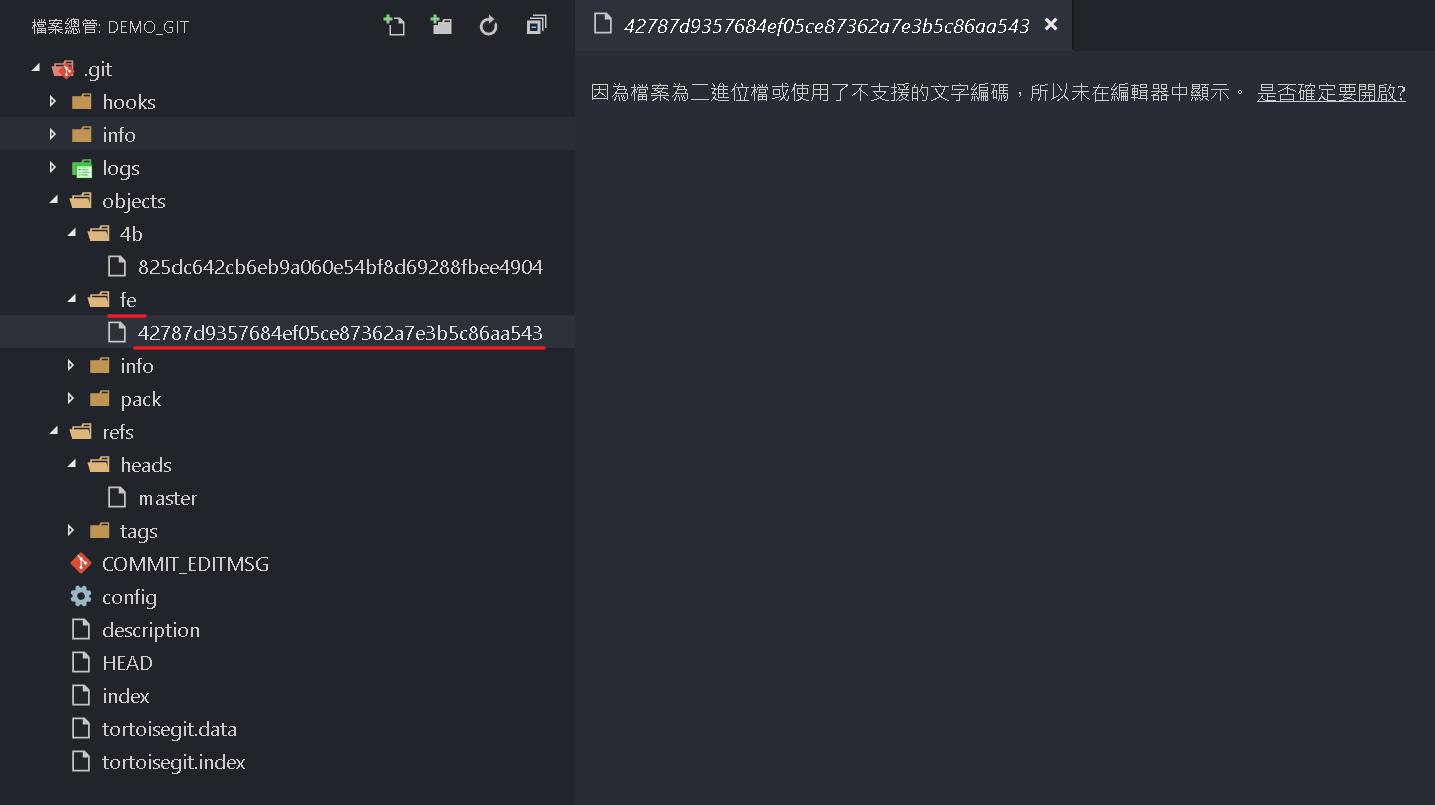 檔案總管: DEMO_GIT
.git
hooks
info
logs
objects
4b
825dc642cb6eb9a060e54bf8d69288fbee4904
fe
42787d9357684ef05ce87362a7e3b5c86aa543
info
pack
refs
heads
master
tags
COMMIT_EDITMSG
config
description
HEAD
index
tortoisegit.data
tortoisegit.index
42787d9357684ef05ce87362a7e3b5c86aa543
因為檔案為二進位檔或使用了不支援的文字編碼，所以未在編輯器中顯示。 是否確定要開啟?